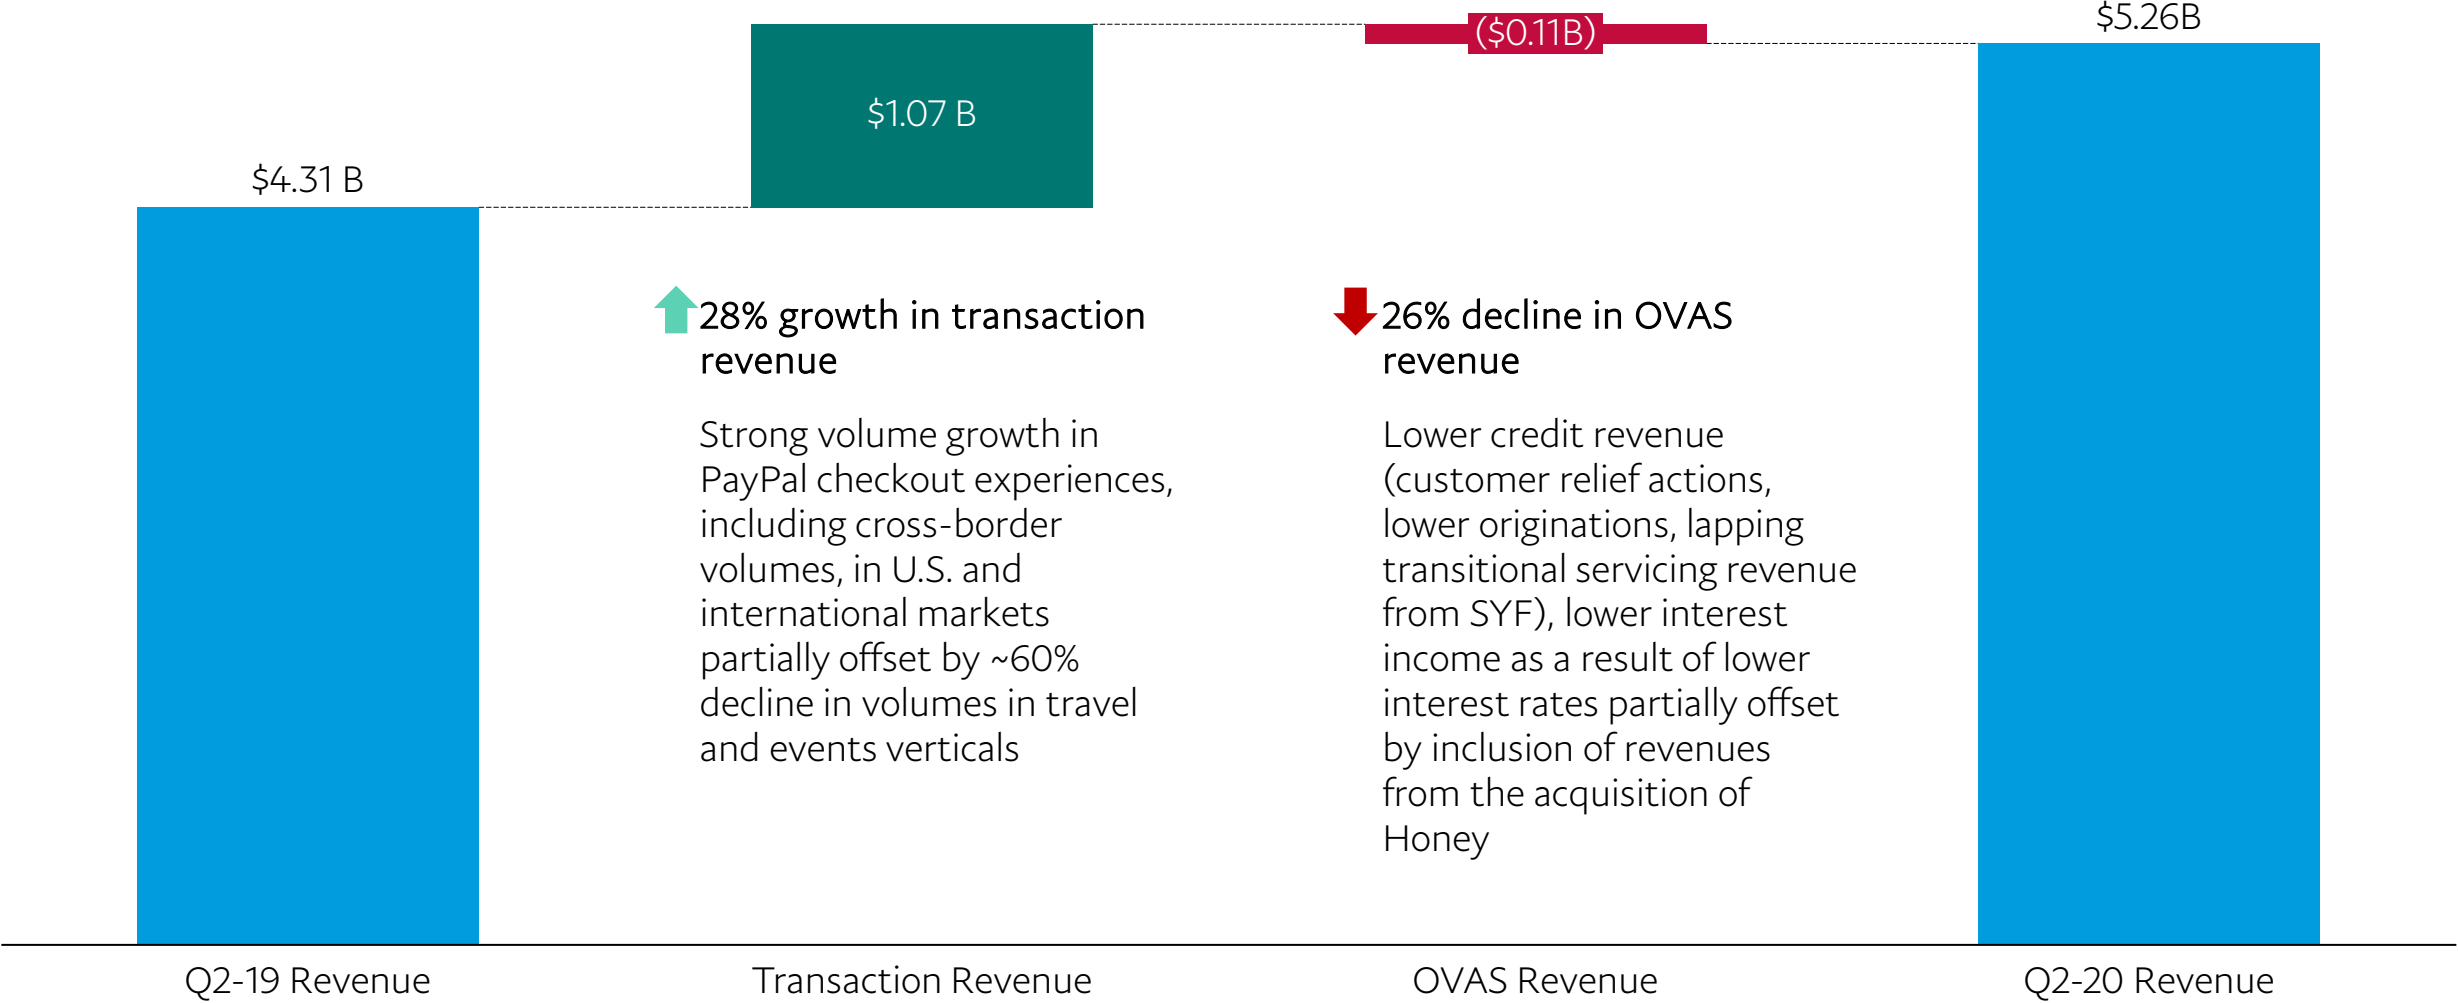 $4.31 B
$1.07 B
($0.11B)
$5.26B
28% growth in transaction
revenue
Strong volume growth in
PayPal checkout experiences,
including cross-border
volumes, in U.S. and
international markets
partially offset by ~60%
decline in volumes in travel
and events verticals
26% decline in OVAS
revenue
Lower credit revenue
(customer relief actions,
lower originations, lapping
transitional servicing revenue
from SYF), lower interest
income as a result of lower
interest rates partially offset
by inclusion of revenues
from the acquisition of
Honey
Q2-19 Revenue
Transaction Revenue
OVAS Revenue
Q2-20 Revenue